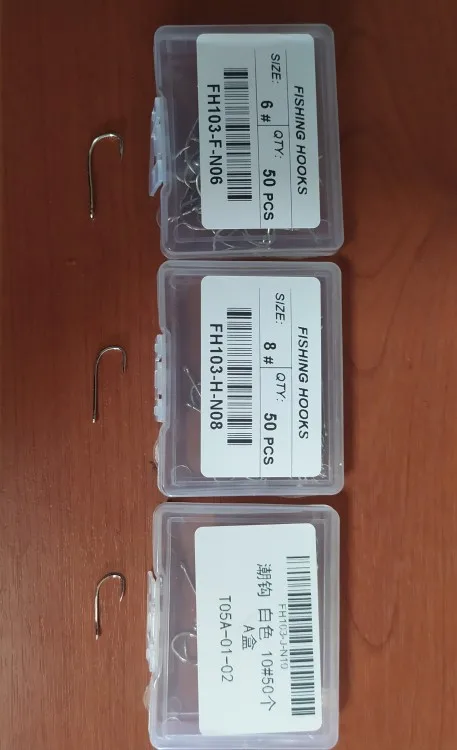 FISHING HOOKS
SIZE: 6 # QTY: 50 PCS
FH103-F-N06
FISHING HOOKS
SIZE: 8 # QTY: 50 PCS
FH103-H-N08
FH103-J-N10
潮钩 白色 10#50个
A盒
T05A-01-02